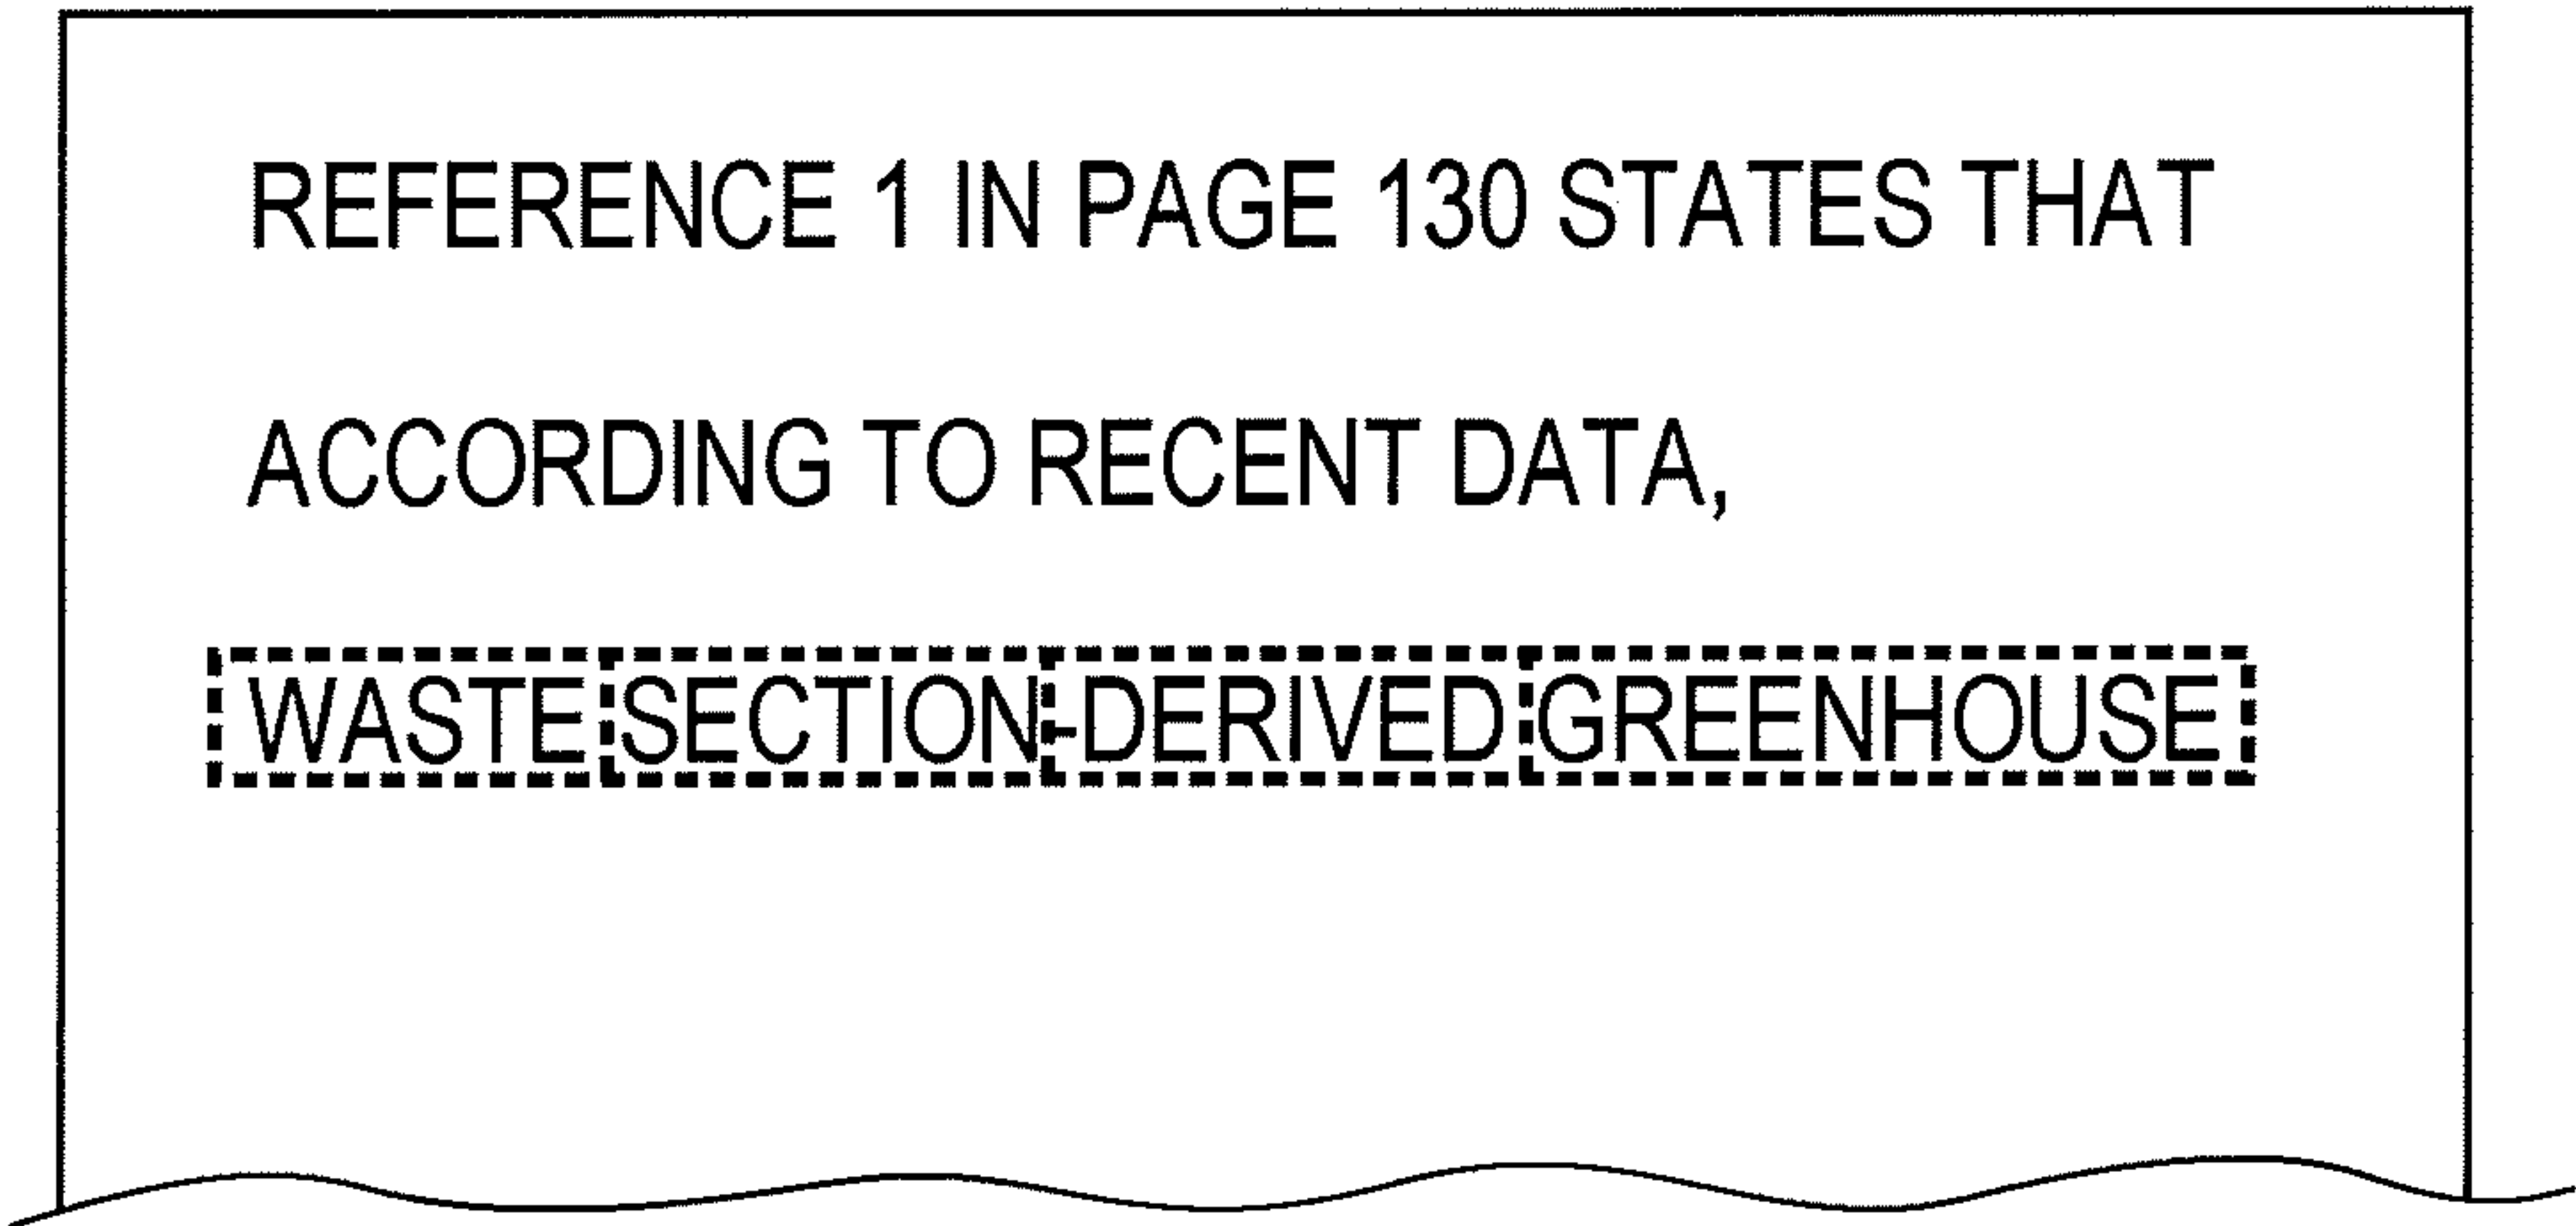 REFERENCE 1 IN PAGE 130 STATES THAT
ACCORDING TO RECENT DATA,
WASTE SECTION-DERIVED GREENHOUSE